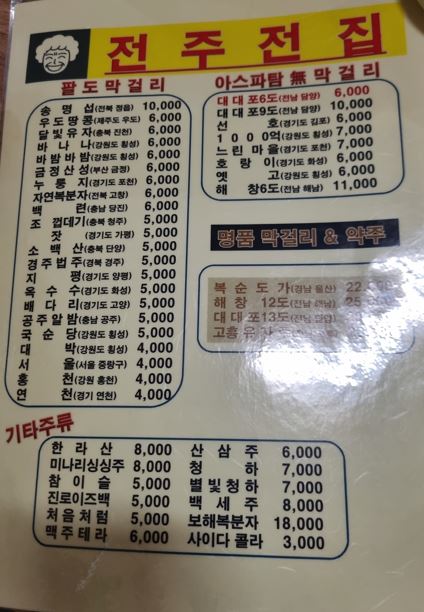 전주전집
팔도막걸리
송명섭(전북 정읍) 10,000
우도땅콩(제주도 우도) 6,000
달빛유자(충북 진천) 6,000
바나나(강원도 횡성) 6,000
바밤바밤(강원도 횡성) 6,000
금정산성(부산 금정) 6,000
누룽지(경기도 포천) 6,000
자연복분자(전북 고창) 6,000
백련(충남 당진) 6,000
조껍데기(충북 청주) 5,000
잣(경기도 가평) 5,000
소백산(충북 단양) 5,000
경주법주(경북 경주) 5,000
지평(경기도 양평) 5,000
옥수수(경기도 화성) 5,000
배다리(경기도 고양) 5,000
공주알밤(충남 공주) 5,000
국순당(강원도 횡성) 5,000
대박(강원도 횡성) 4,000
서울(서울 중랑구) 4,000
홍천(강원 홍천) 4,000
연천(경기 연천) 4,000
아스파탐 無 막걸리
대대포6도(전남 담양) 6,000
대대포9도(전남 담양) 10,000
선호(경기도 김포) 6,000
1000억(강원도 횡성) 7,000
느린마을(경기도 포천) 7,000
호랑이(경기도 화성) 6,000
옛고(강원도 횡성) 6,000
해창6도(전남 해남) 11,000
명품 막걸리 & 약주
복순도가(경남 울산)
해창 12도(전남 해남)
대대포13도(전남 담양)
고흥유
기타주류
한라산 8,000
미나리싱싱주 8,000
참이슬 5,000
진로이즈백 5,000
처음처럼 5,000
맥주테라 6,000
산삼주 6,000
청하 7,000
별빛청하 7,000
백세주 8,000
보해복분자 18,000
사이다콜라 3,000